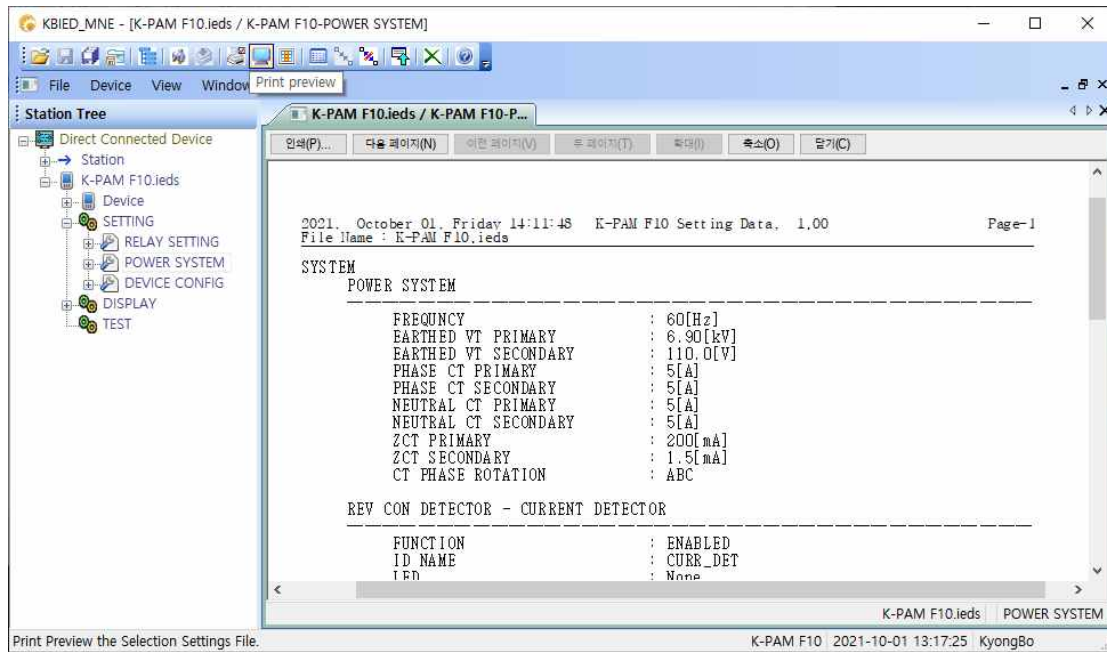 KBIED_MNE - [K-PAM F10.ieds / K-PAM F10-POWER SYSTEM]
File Device View Window
Print preview
Station Tree
K-PAM F10.ieds / K-PAM F10-P...
Direct Connected Device
Station
K-PAM F10.ieds
Device
SETTING
RELAY SETTING
POWER SYSTEM
DEVICE CONFIG
DISPLAY
TEST
인쇄(P)... 다음 페이지(N) 이전 페이지(V) 두 페이지(T) 확대(I) 축소(O) 닫기(C)
2021. October 01. Friday 14:11:48 K-PAM F10 Setting Data, 1,00 Page-1
File Name : K-PAM F10.ieds
SYSTEM
POWER SYSTEM
FREQUNCY : 60[Hz]
EARTHED VT PRIMARY : 6.90[kV]
EARTHED VT SECONDARY : 110.0[V]
PHASE CT PRIMARY : 5[A]
PHASE CT SECONDARY : 5[A]
NEUTRAL CT PRIMARY : 5[A]
NEUTRAL CT SECONDARY : 5[A]
ZCT PRIMARY : 200[mA]
ZCT SECONDARY : 1.5[mA]
CT PHASE ROTATION : ABC
REV CON DETECTOR - CURRENT DETECTOR
FUNCTION : ENABLED
ID NAME : CURR_DET
LED : None
K-PAM F10.ieds POWER SYSTEM
Print Preview the Selection Settings File. K-PAM F10 2021-10-01 13:17:25 KyongBo